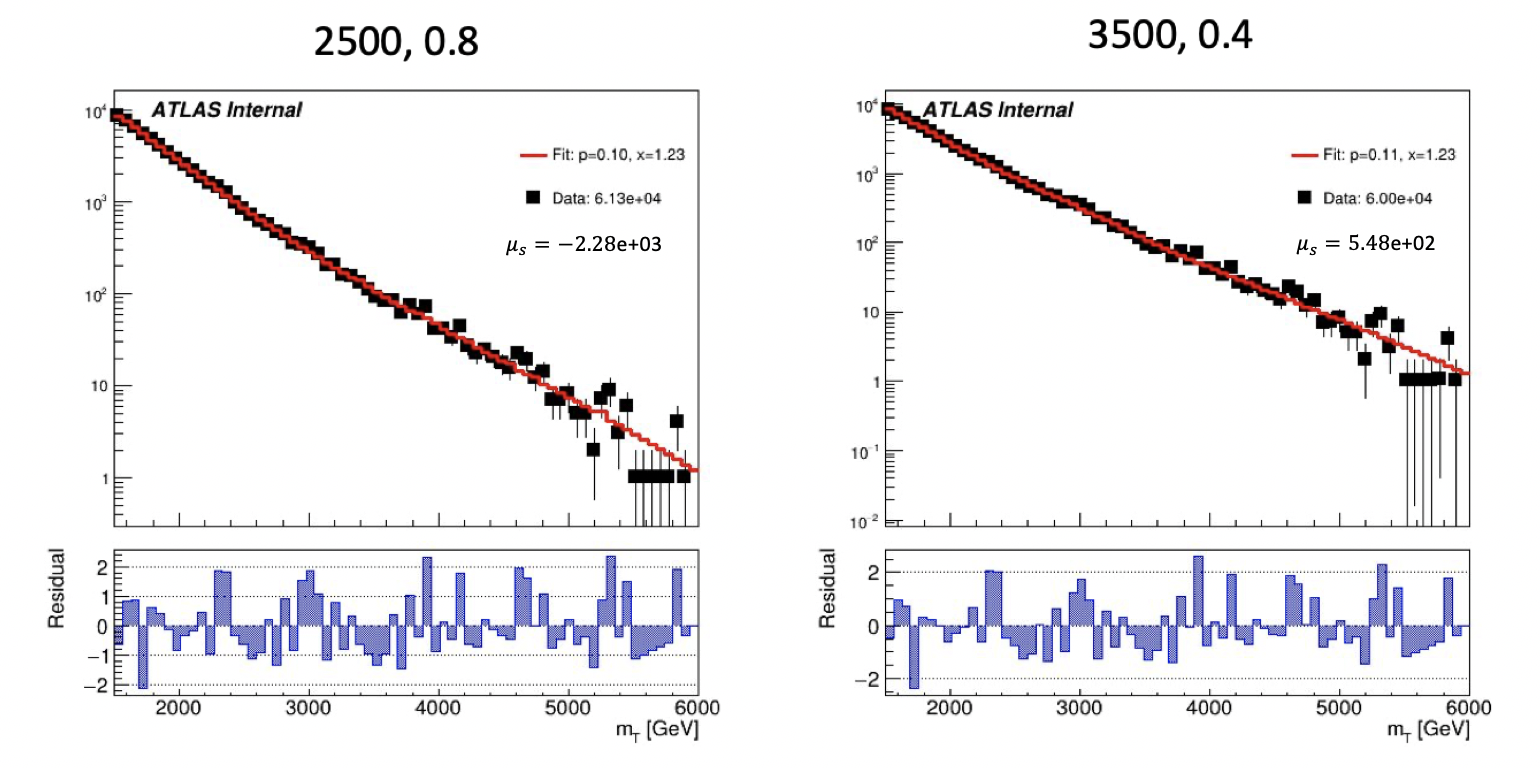 2500, 0.8
ATLAS Internal
Fit: p=0.10, x=1.23
Data: 6.13e+04
μₛ = −2.28e+03
10⁴
10³
10²
10
1
Residual
2
1
0
−1
−2
2000 3000 4000 5000 6000
m_T [GeV]
3500, 0.4
ATLAS Internal
Fit: p=0.11, x=1.23
Data: 6.00e+04
μₛ = 5.48e+02
10⁴
10³
10²
10
1
10⁻¹
10⁻²
Residual
2
0
−2
2000 3000 4000 5000 6000
m_T [GeV]